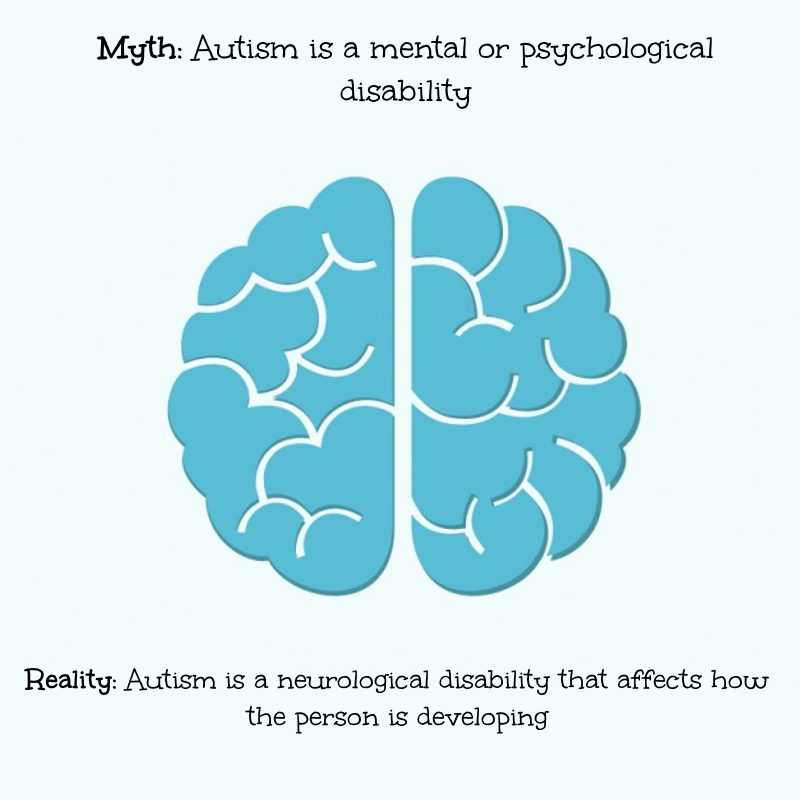 Myth: Autism is a mental or psychological
disability
Reality: Autism is a neurological disability that affects how
the person is developing